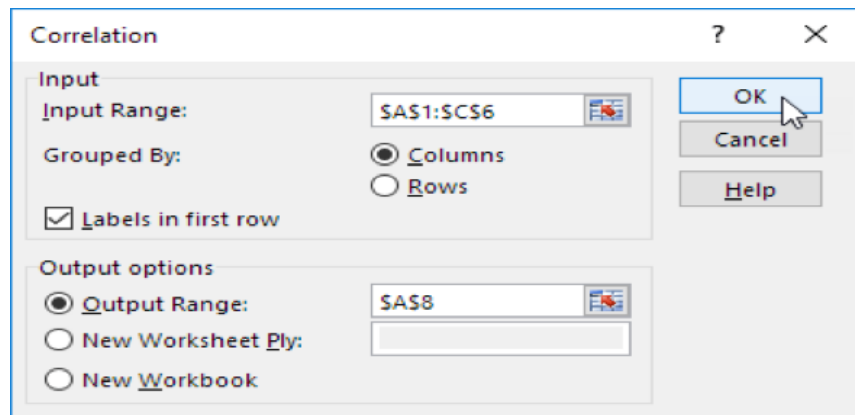 Correlation ?
Input
Input Range: $A$1:$C$6
Grouped By: Columns
Rows
Labels in first row
OK
Cancel
Help
Output options
Output Range: $A$8
New Worksheet Ply:
New Workbook